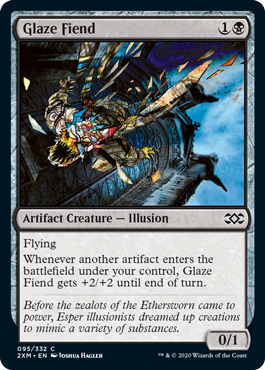 Glaze Fiend 1
Artifact Creature — Illusion
Flying
Whenever another artifact enters the
battlefield under your control, Glaze
Fiend gets +2/+2 until end of turn.
Before the zealots of the Ethersworn came to
power, Esper illusionists dreamed up creations
to mimic a variety of substances.
0/1
095/332 C
2XM • EN Joshua Hagler
™ & © 2020 Wizards of the Coast